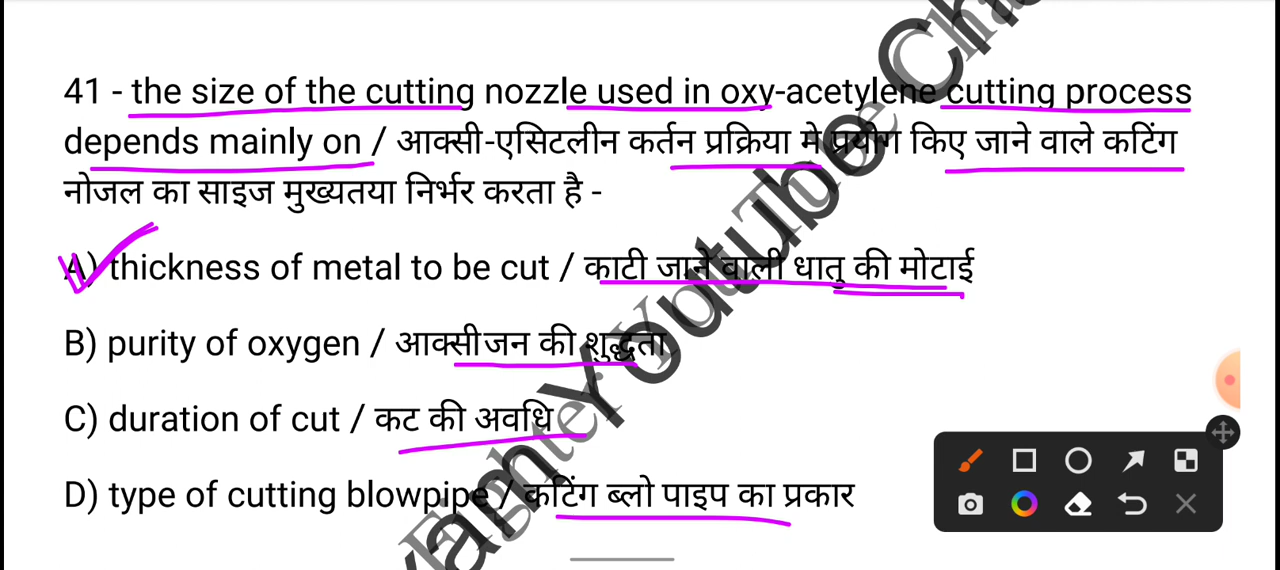 41 - the size of the cutting nozzle used in oxy-acetylene cutting process
depends mainly on / आक्सी-एसिटलीन कर्तन प्रक्रिया मे प्रयोग किए जाने वाले कटिंग
नोजल का साइज मुख्यतया निर्भर करता है -
A) thickness of metal to be cut / काटी जाने वाली धातु की मोटाई
B) purity of oxygen / आक्सीजन की शुद्धता
C) duration of cut / कट की अवधि
D) type of cutting blowpipe / कटिंग ब्लो पाइप का प्रकार
Youtube